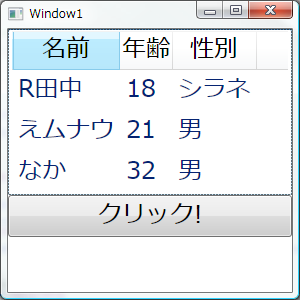 Window1
名前 年齢 性別
R田中 18 シラネ
えムナウ 21 男
なか 32 男
クリック!